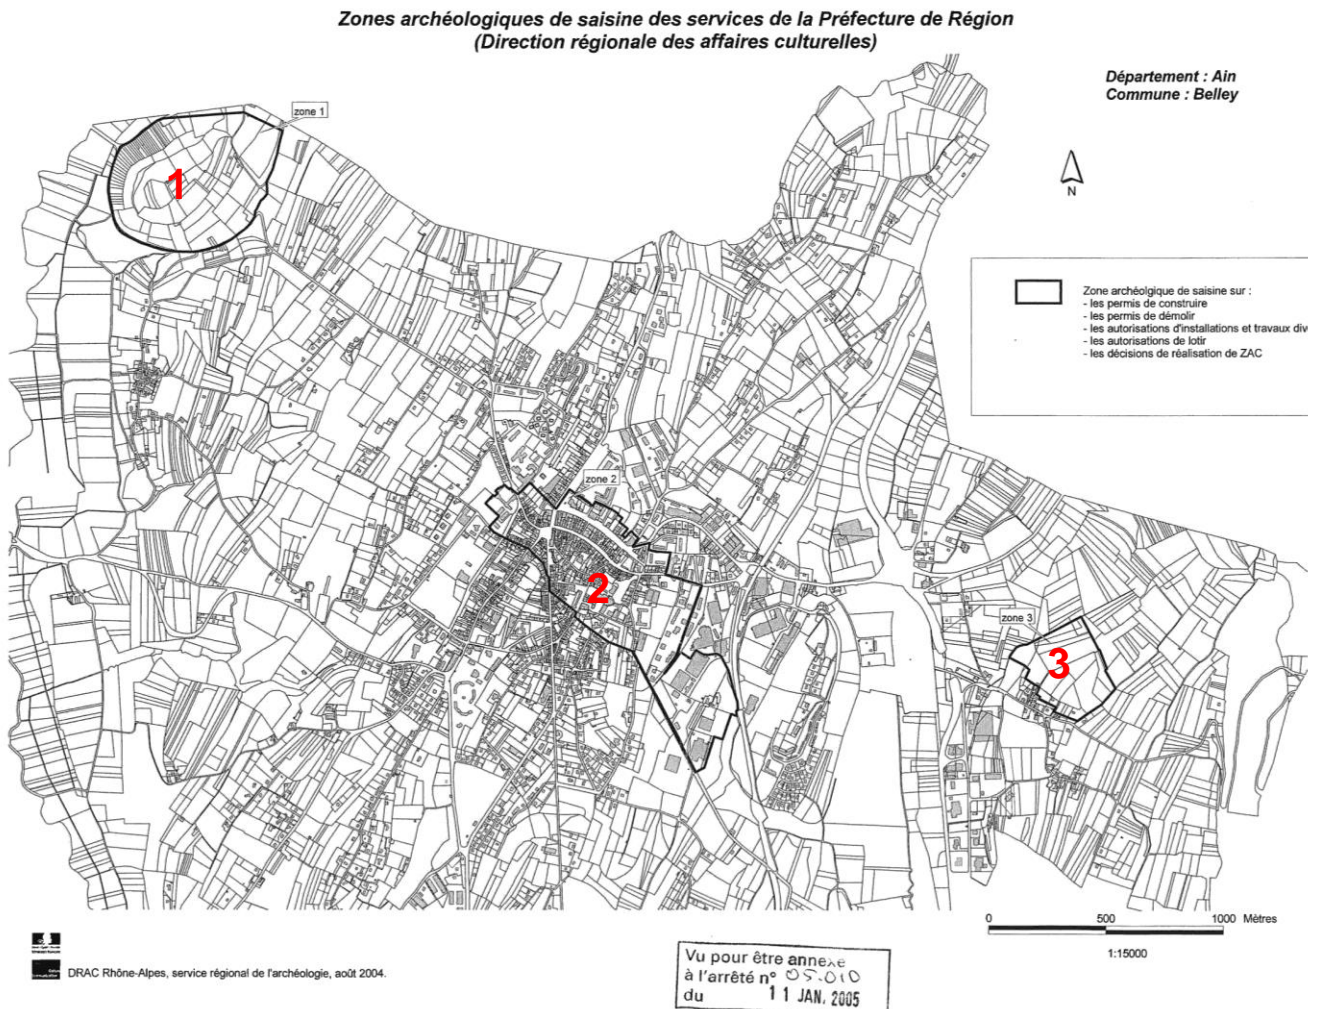 Zones archéologiques de saisine des services de la Préfecture de Région
(Direction régionale des affaires culturelles)
Département : Ain
Commune : Belley
zone 1
1
N
Zone archéolgique de saisine sur :
- les permis de construire
- les permis de démolir
- les autorisations d'installations et travaux div
- les autorisations de lotir
- les décisions de réalisation de ZAC
zone 2
2
zone 3
3
0 500 1000 Mètres
1:15000
DRAC Rhône-Alpes, service régional de l'archéologie, août 2004.
Vu pour être annexe
à l'arrêté n° 05.010
du 11 JAN. 2005